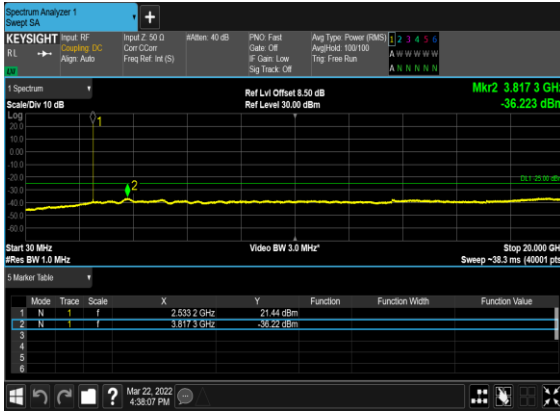 Spectrum Analyzer 1
Swept SA
+
KEYSIGHT Input: RF Input Z: 50 Ω #Atten: 40 dB PNO: Fast Avg Type: Power (RMS) 1 2 3 4 5 6
RL Coupling: DC Corr CCorr Gate: Off Avg|Hold: 100/100 A W W W W W
Align: Auto Freq Ref: Int (S) IF Gain: Low Trig: Free Run
Sig Track: Off A N N N N N
1 Spectrum Ref Lvl Offset 8.50 dB Mkr2 3.817 3 GHz
Scale/Div 10 dB Ref Level 30.00 dBm -36.223 dBm
Log
1
20.0
10.0
0.00
-10.0
-20.0 DL1 -25.00 dBm
-30.0 2
-40.0
-50.0
-60.0
Start 30 MHz Video BW 3.0 MHz* Stop 20.000 GHz
#Res BW 1.0 MHz Sweep ~38.3 ms (40001 pts)
5 Marker Table
Mode Trace Scale X Y Function Function Width Function Value
1 N 1 f 2.533 2 GHz 21.44 dBm
2 N 1 f 3.817 3 GHz -36.22 dBm
3
4
5
6
? Mar 22, 2022
4:38:07 PM